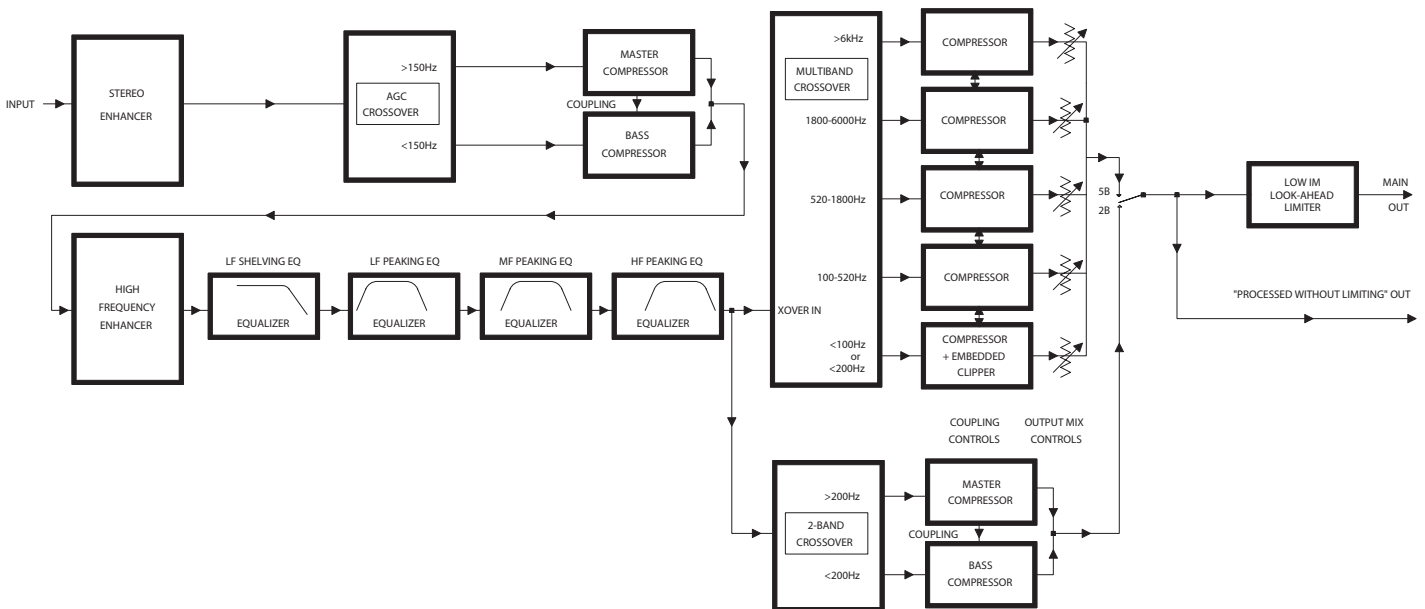 INPUT
STEREO
ENHANCER
>150Hz
AGC
CROSSOVER
<150Hz
MASTER
COMPRESSOR
COUPLING
BASS
COMPRESSOR
HIGH
FREQUENCY
ENHANCER
LF SHELVING EQ
EQUALIZER
LF PEAKING EQ
EQUALIZER
MF PEAKING EQ
EQUALIZER
HF PEAKING EQ
EQUALIZER
>6kHz
MULTIBAND
CROSSOVER
1800-6000Hz
520-1800Hz
100-520Hz
XOVER IN
<100Hz
or
<200Hz
COMPRESSOR
COMPRESSOR
COMPRESSOR
COMPRESSOR
COMPRESSOR
+ EMBEDDED
CLIPPER
COUPLING
CONTROLS
OUTPUT MIX
CONTROLS
>200Hz
2-BAND
CROSSOVER
<200Hz
MASTER
COMPRESSOR
COUPLING
BASS
COMPRESSOR
5B
2B
LOW IM
LOOK-AHEAD
LIMITER
MAIN
OUT
"PROCESSED WITHOUT LIMITING" OUT